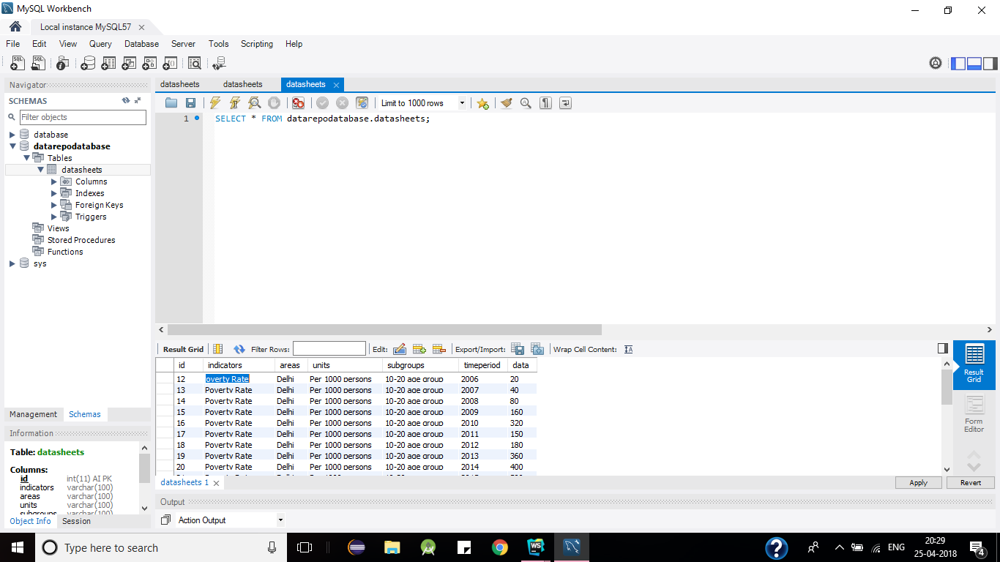 MySQL Workbench
Local instance MySQL57
File Edit View Query Database Server Tools Scripting Help
Navigator
SCHEMAS
Filter objects
database
datarepodatabase
Tables
datasheets
Columns
Indexes
Foreign Keys
Triggers
Views
Stored Procedures
Functions
sys
Management Schemas
Information
Table: datasheets
Columns:
id int(11) AI PK
indicators varchar(100)
areas varchar(100)
units varchar(100)
subgroups varchar(100)
Object Info Session
datasheets datasheets datasheets
Limit to 1000 rows
1 SELECT * FROM datarepodatabase.datasheets;
Result Grid Filter Rows: Edit: Export/Import: Wrap Cell Content:
id indicators areas units subgroups timeperiod data
12 overty Rate Delhi Per 1000 persons 10-20 age group 2006 20
13 Poverty Rate Delhi Per 1000 persons 10-20 age group 2007 40
14 Poverty Rate Delhi Per 1000 persons 10-20 age group 2008 80
15 Poverty Rate Delhi Per 1000 persons 10-20 age group 2009 160
16 Poverty Rate Delhi Per 1000 persons 10-20 age group 2010 320
17 Poverty Rate Delhi Per 1000 persons 10-20 age group 2011 150
18 Poverty Rate Delhi Per 1000 persons 10-20 age group 2012 180
19 Poverty Rate Delhi Per 1000 persons 10-20 age group 2013 360
20 Poverty Rate Delhi Per 1000 persons 10-20 age group 2014 400
Result
Grid
Form
Editor
datasheets 1
Apply Revert
Output
Action Output
Type here to search
WS
ENG
20:29
25-04-2018
4